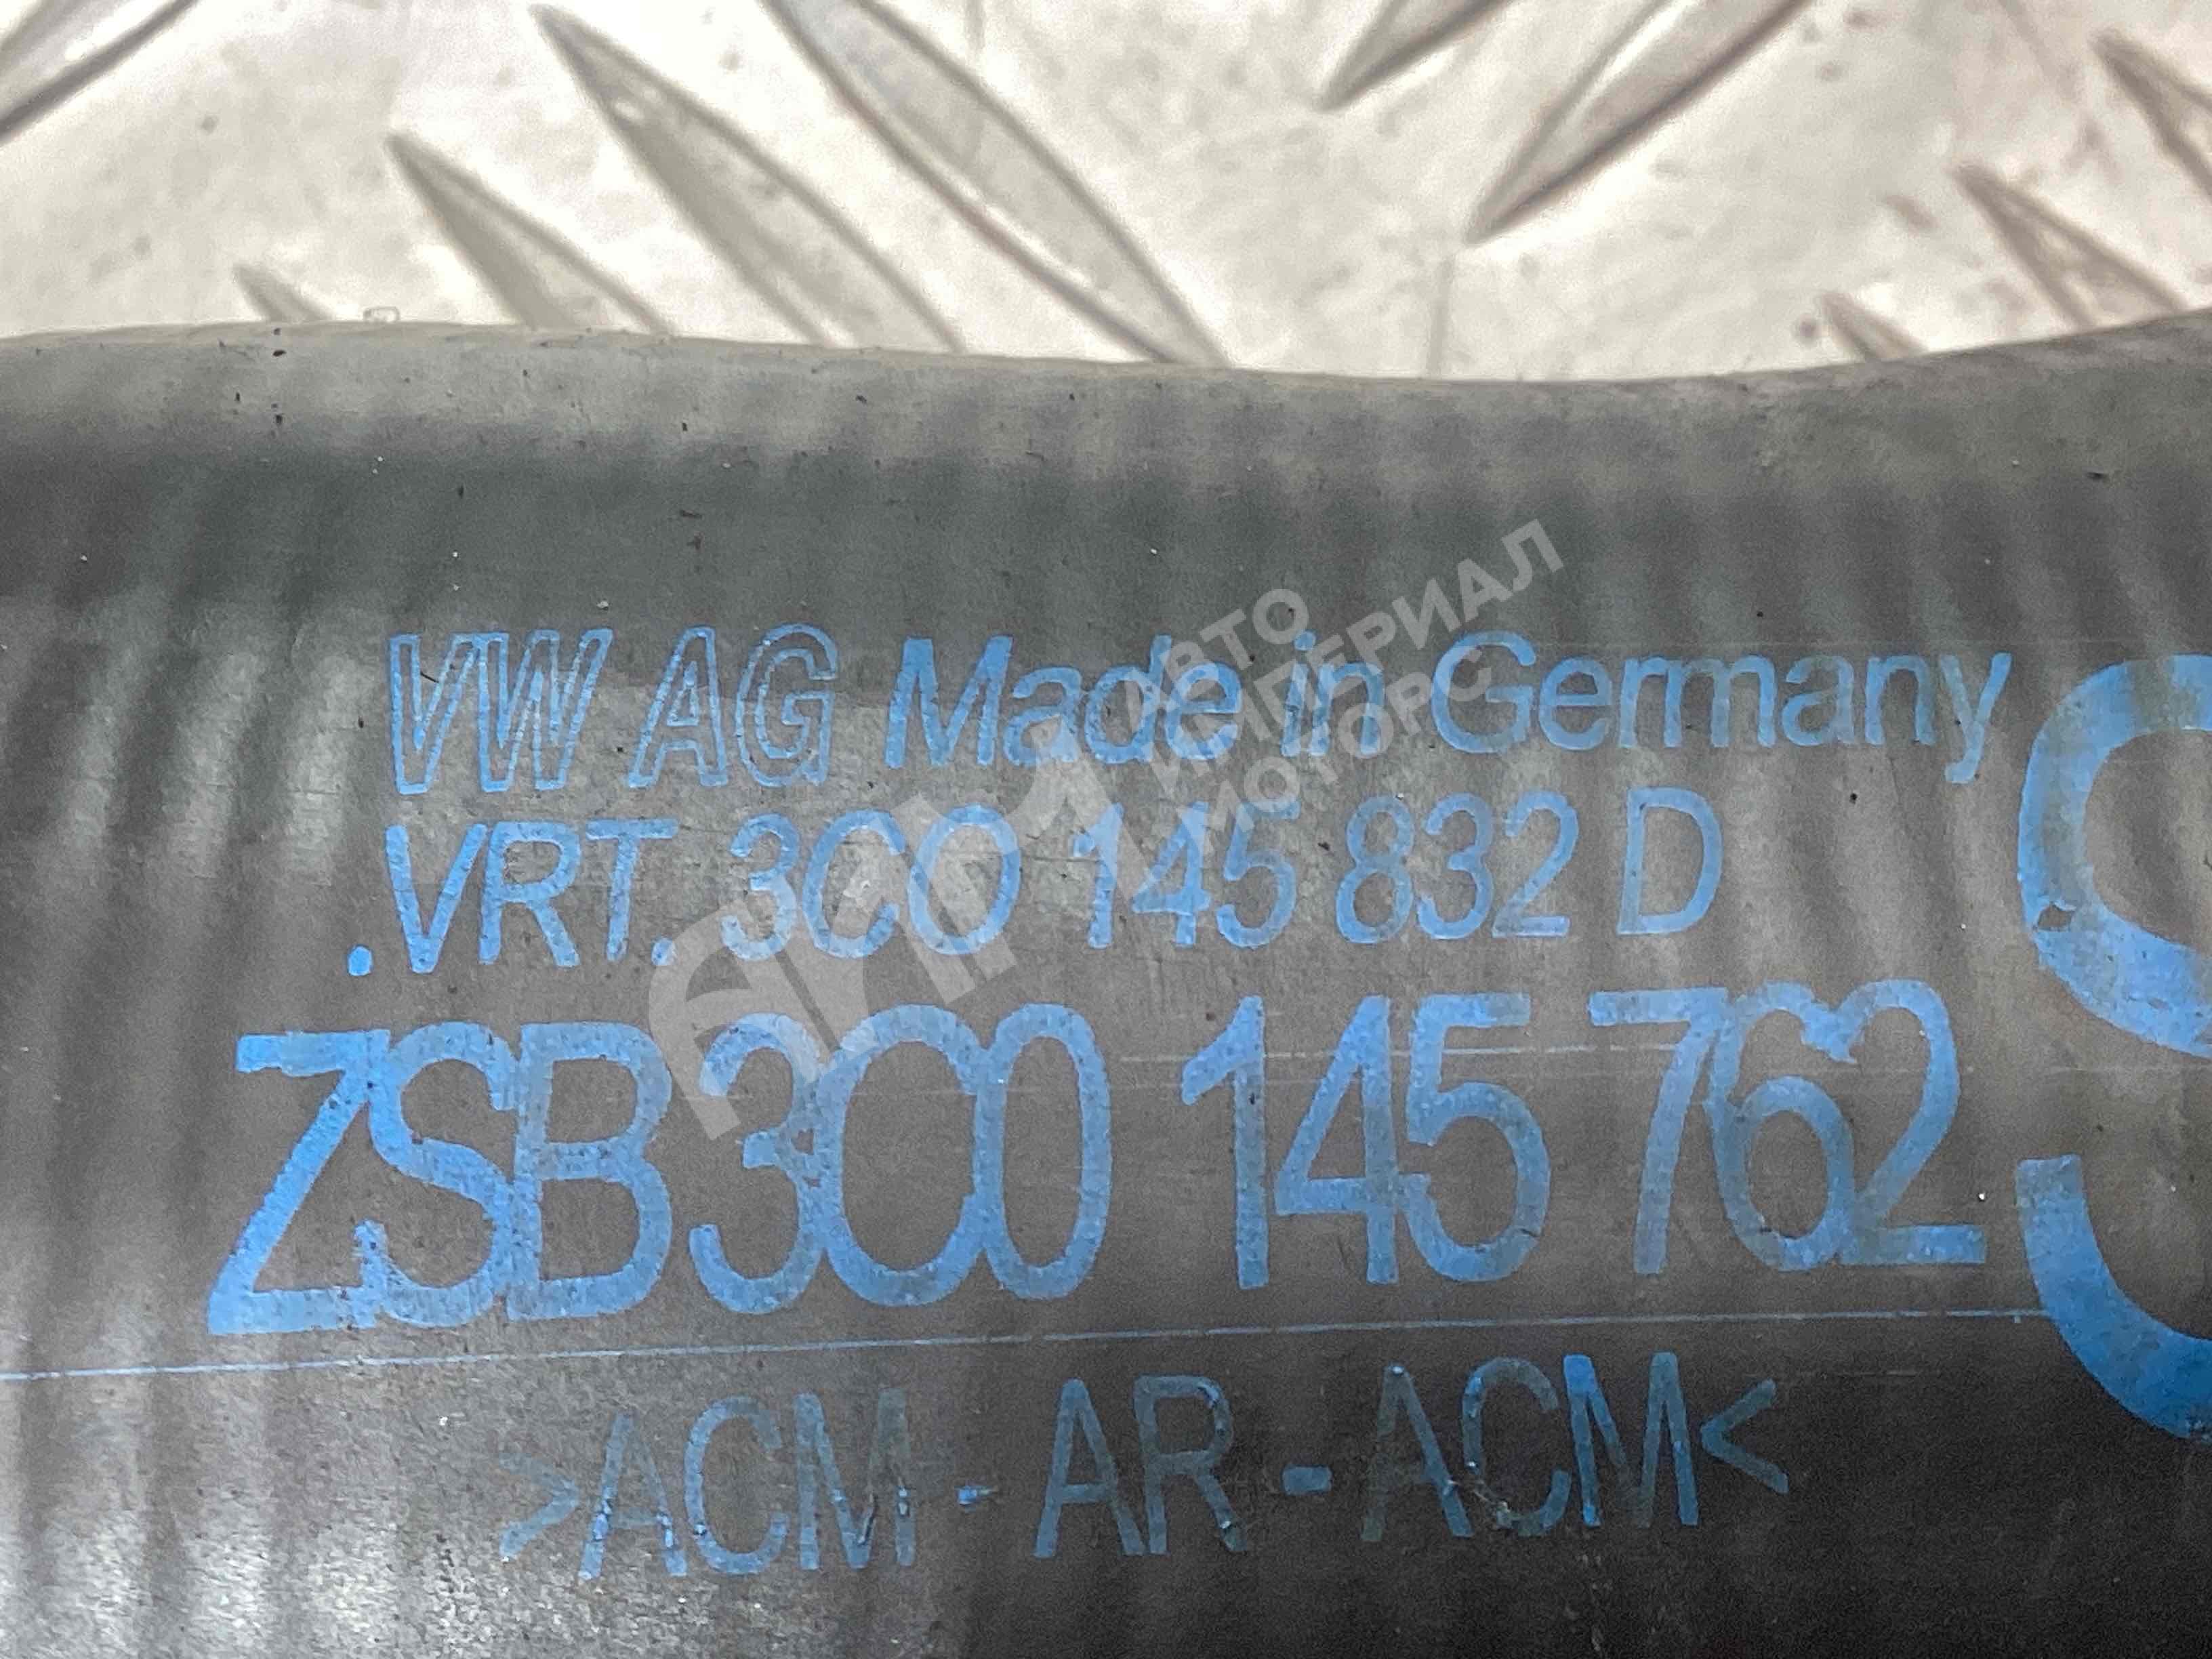 VW AG Made in Germany
.VRT. 3C0 145 832 D
ZSB 3C0 145 762
>ACM - AR - ACM<
АИМ
АВТО
ИМПЕРИАЛ
МОТОРС